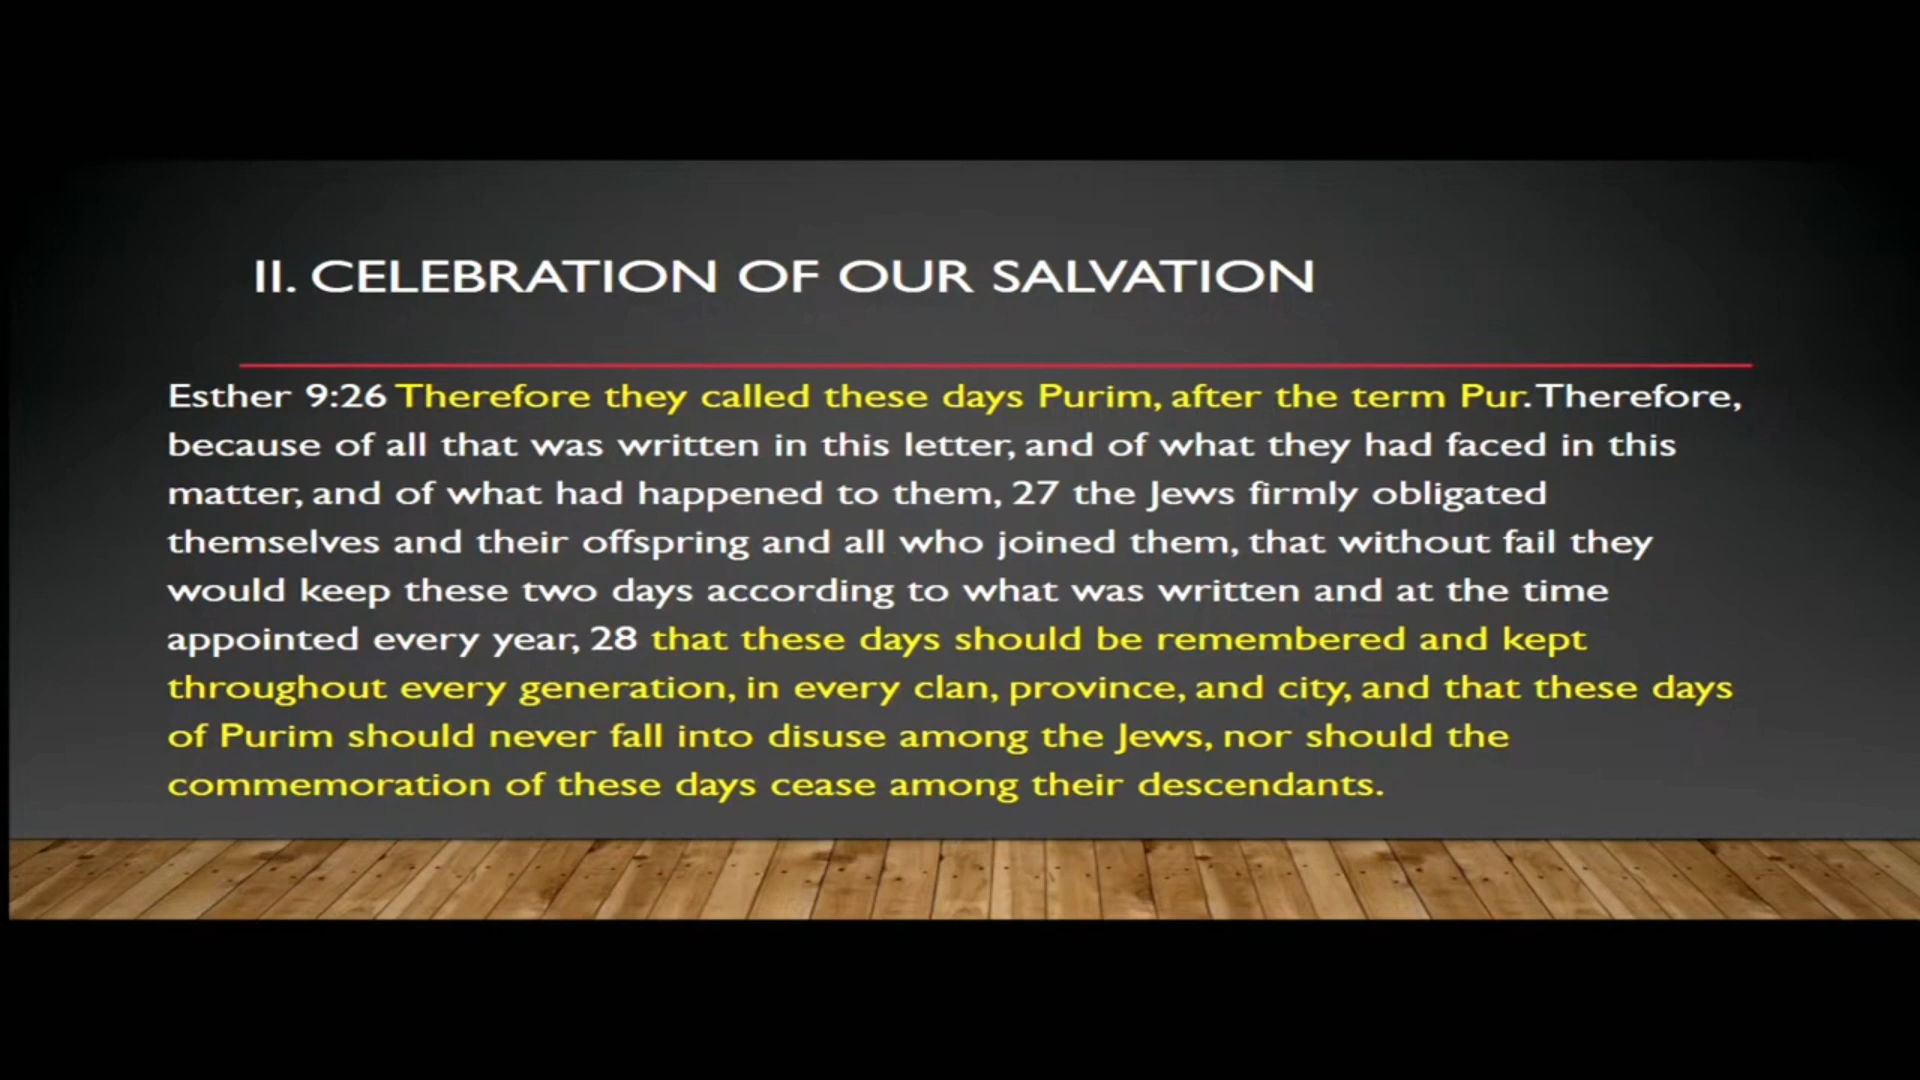 II. CELEBRATION OF OUR SALVATION
Esther 9:26 Therefore they called these days Purim, after the term Pur. Therefore,
because of all that was written in this letter, and of what they had faced in this
matter, and of what had happened to them, 27 the Jews firmly obligated
themselves and their offspring and all who joined them, that without fail they
would keep these two days according to what was written and at the time
appointed every year, 28 that these days should be remembered and kept
throughout every generation, in every clan, province, and city, and that these days
of Purim should never fall into disuse among the Jews, nor should the
commemoration of these days cease among their descendants.